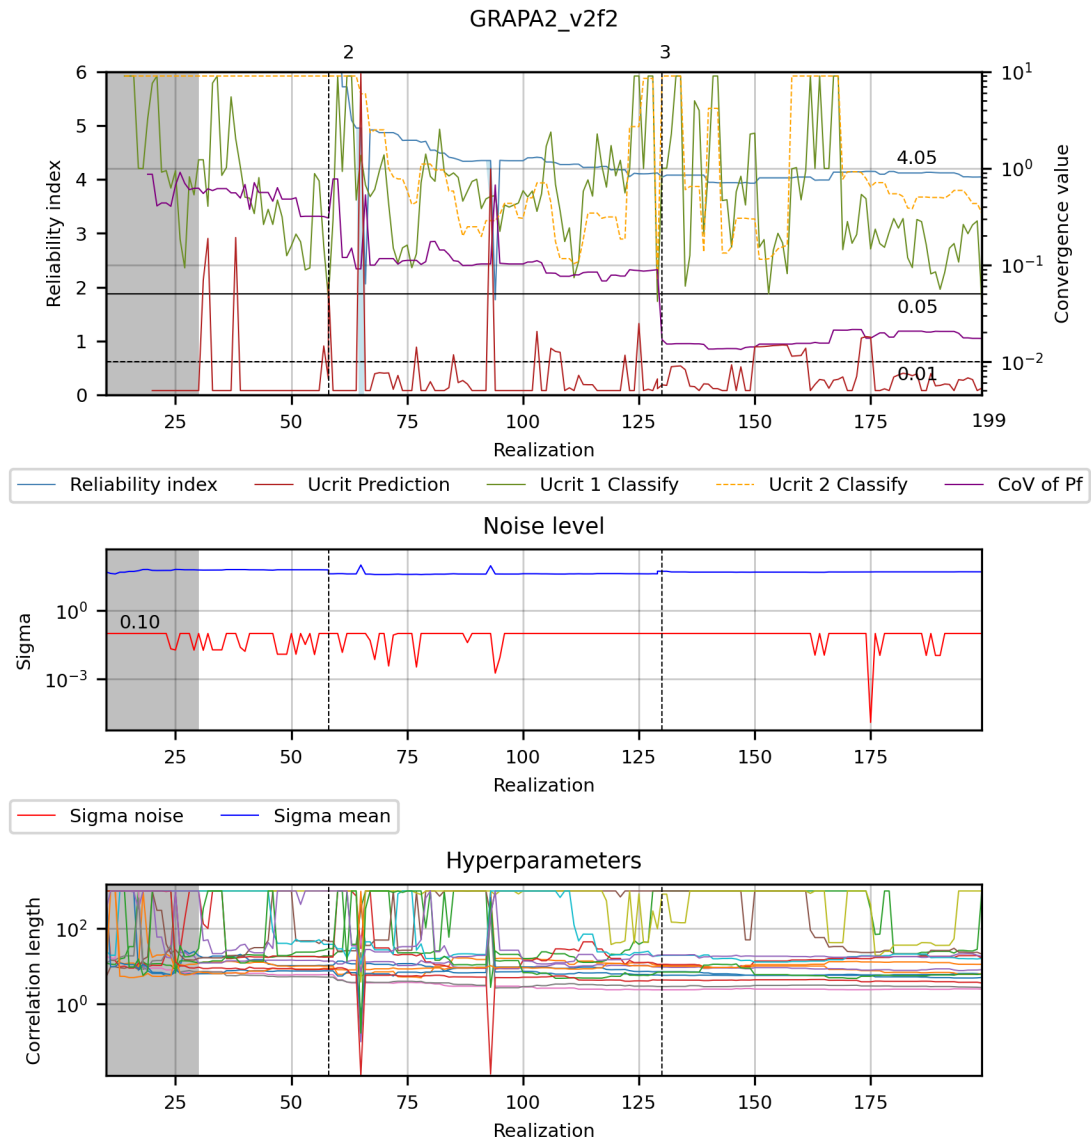 GRAPA2_v2f2
2 3
6 5 4 3 2 1 0
Reliability index
10^1 10^0 10^-1 10^-2
Convergence value
4.05
0.05
0.01
25 50 75 100 125 150 175 199
Realization
Reliability index Ucrit Prediction Ucrit 1 Classify Ucrit 2 Classify CoV of Pf
Noise level
10^0 10^-3
Sigma
0.10
25 50 75 100 125 150 175
Realization
Sigma noise Sigma mean
Hyperparameters
10^2 10^0
Correlation length
25 50 75 100 125 150 175
Realization